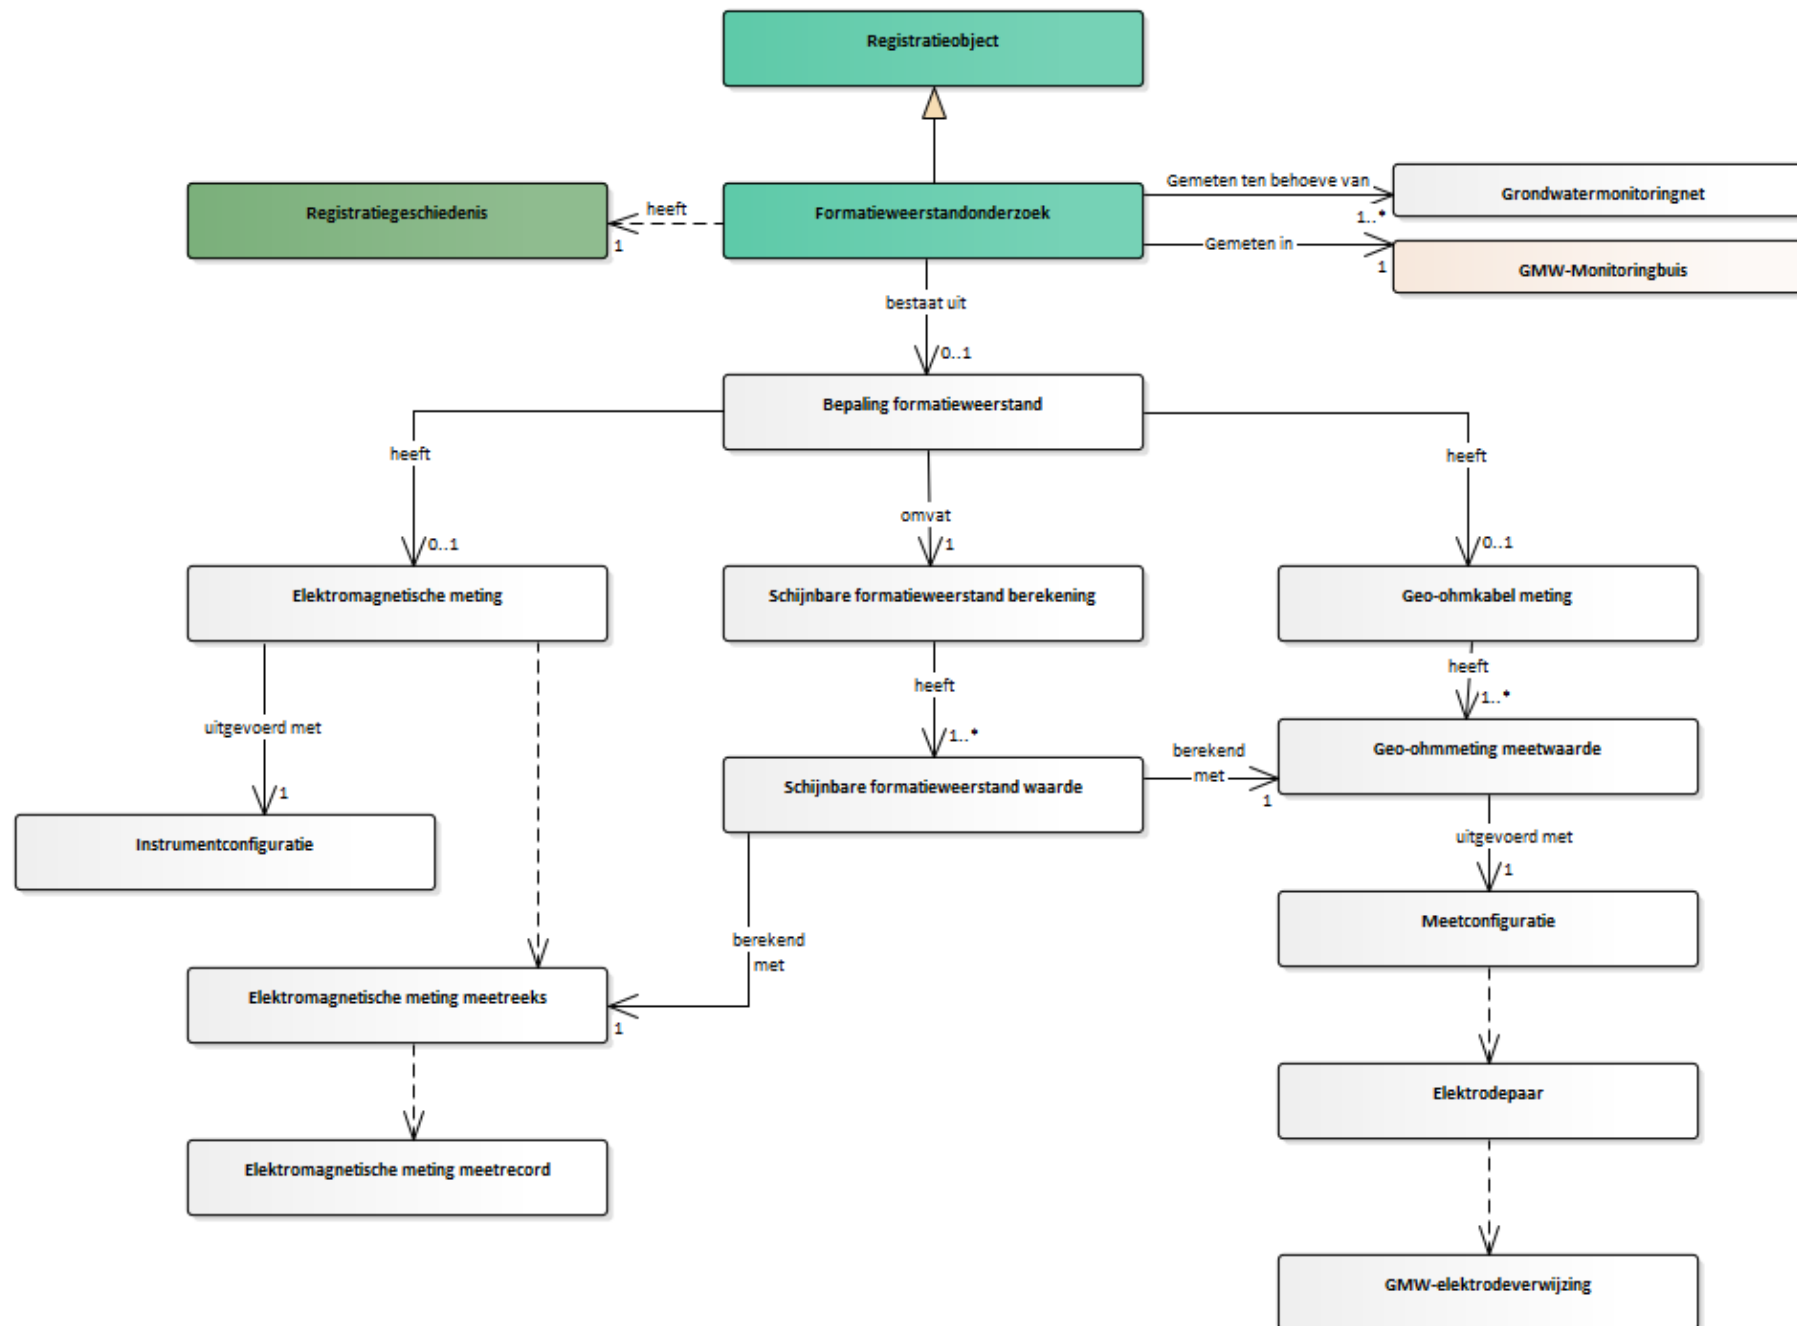 Registratieobject
Gemeten ten behoeve van
Grondwatermonitoringnet
1..*
Registratiegeschiedenis
heeft
1
Formatieweerstandonderzoek
Gemeten in
1
GMW-Monitoringbuis
bestaat uit
0..1
Bepaling formatieweerstand
heeft
heeft
omvat
0..1
1
0..1
Elektromagnetische meting
Schijnbare formatieweerstand berekening
Geo-ohmkabel meting
heeft
heeft
1..*
uitgevoerd met
1..*
berekend
met
1
Geo-ohmmeting meetwaarde
Schijnbare formatieweerstand waarde
1
Instrumentconfiguratie
uitgevoerd met
1
Meetconfiguratie
berekend
met
Elektromagnetische meting meetreeks
1
Elektrodepaar
Elektromagnetische meting meetrecord
GMW-elektrodeverwijzing